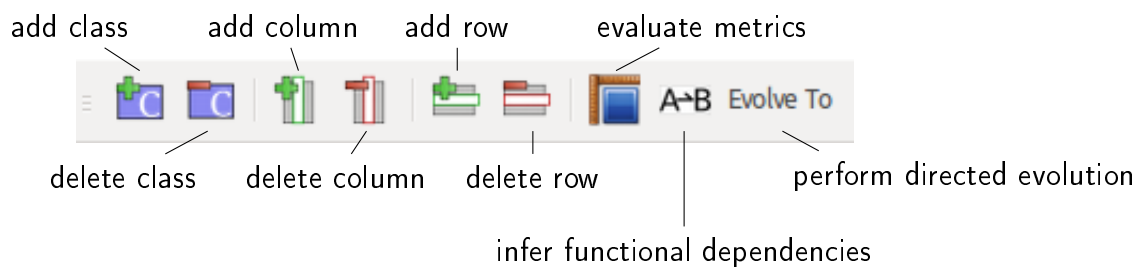 add class add column add row evaluate metrics
C C A→B Evolve To
delete class delete column delete row perform directed evolution
infer functional dependencies